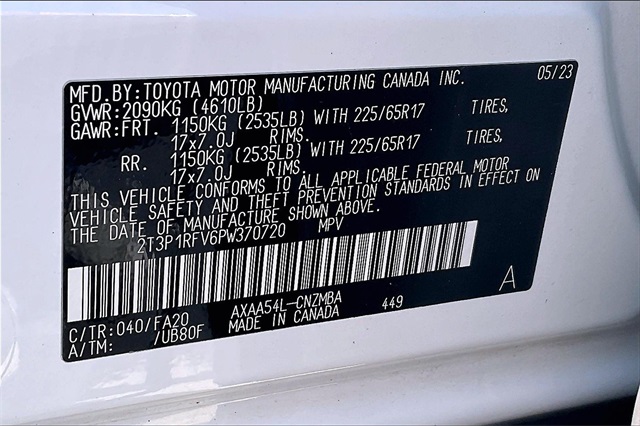 MFD.BY:TOYOTA MOTOR MANUFACTURING CANADA INC. 05/23
GVWR:2090KG (4610LB)
GAWR:FRT. 1150KG (2535LB) WITH 225/65R17 TIRES,
17x7.0J RIMS.
RR. 1150KG (2535LB) WITH 225/65R17 TIRES,
17x7.0J RIMS.
THIS VEHICLE CONFORMS TO ALL APPLICABLE FEDERAL MOTOR
VEHICLE SAFETY AND THEFT PREVENTION STANDARDS IN EFFECT ON
THE DATE OF MANUFACTURE SHOWN ABOVE.
2T3P1RFV6PW370720 MPV
A
C/TR:040/FA20 AXAA54L-CNZMBA 449
A/TM: /UB80F MADE IN CANADA